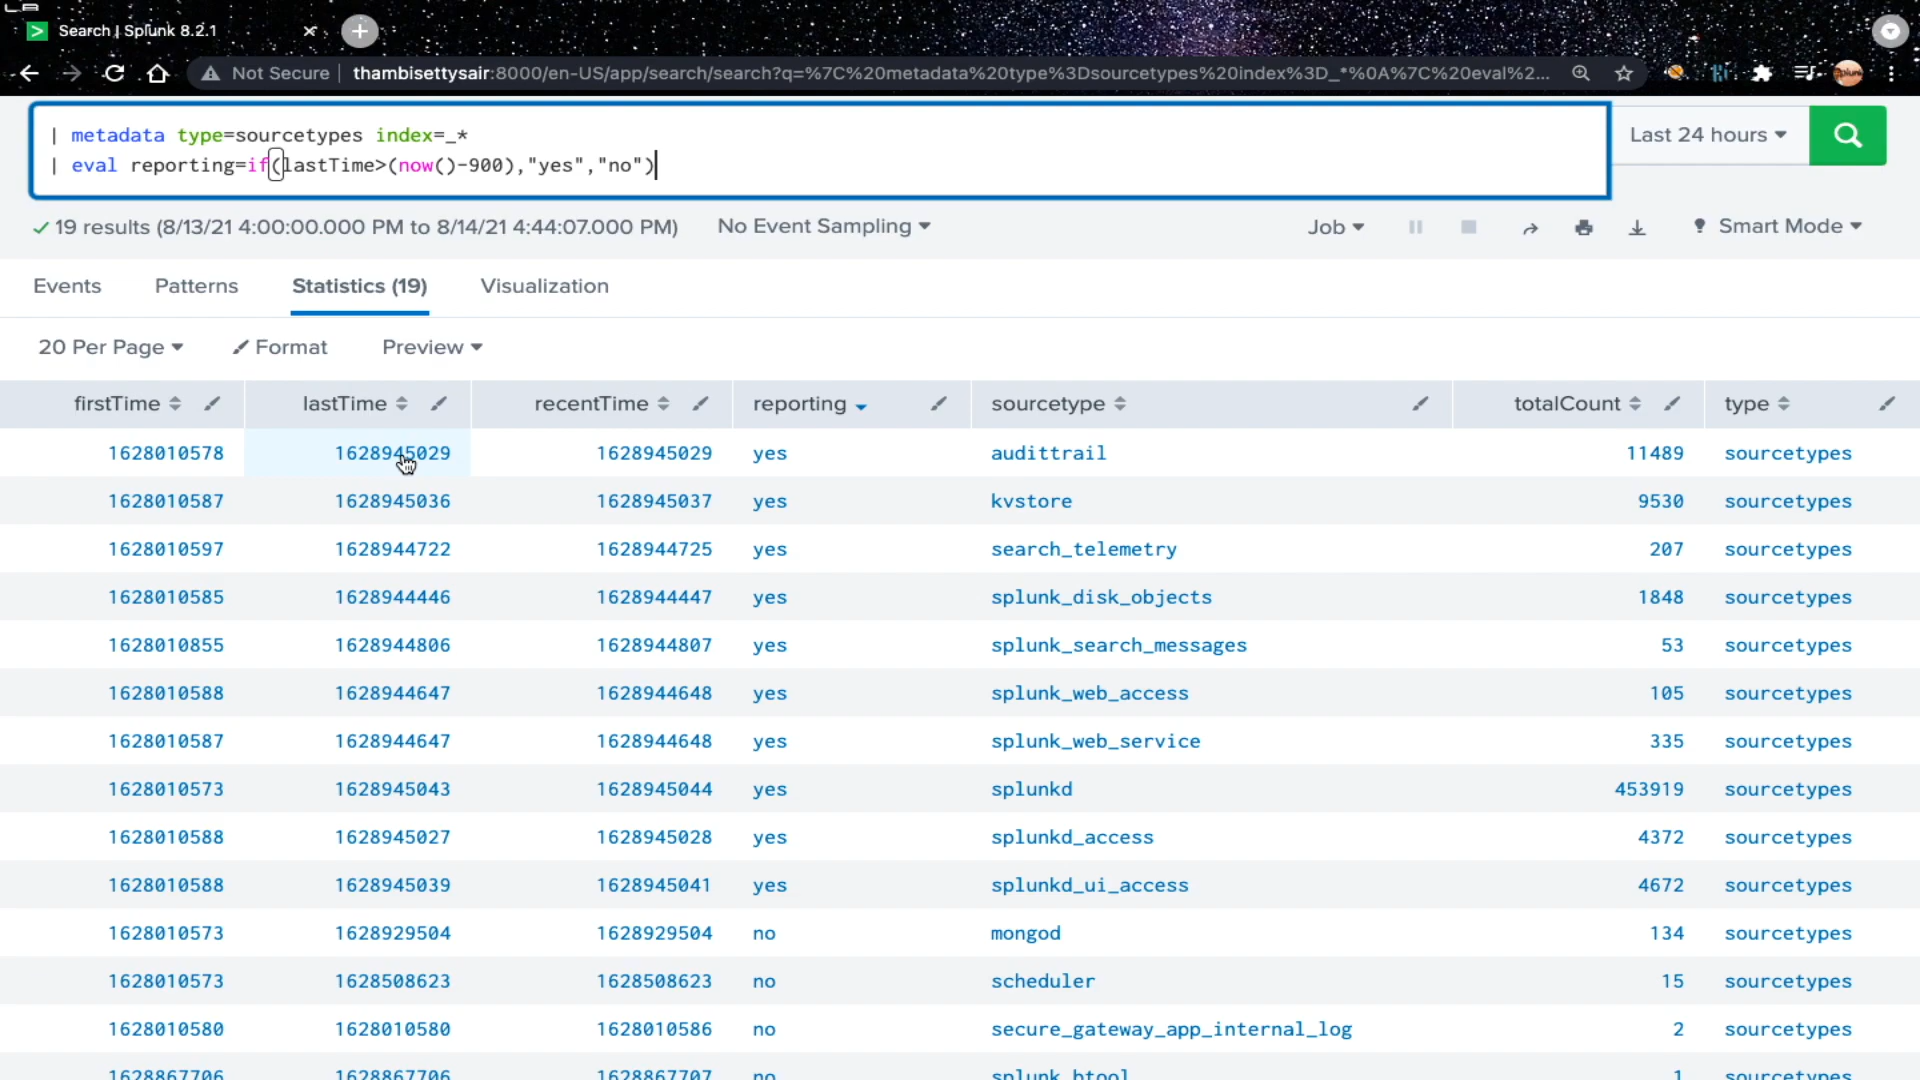 Search | Splunk 8.2.1
Not Secure thambisettysair:8000/en-US/app/search/search?q=%7C%20metadata%20type%3Dsourcetypes%20index%3D_*%0A%7C%20eval%2...
| metadata type=sourcetypes index=_*
| eval reporting=if(lastTime>(now()-900),"yes","no")
Last 24 hours
19 results (8/13/21 4:00:00.000 PM to 8/14/21 4:44:07.000 PM) No Event Sampling Job Smart Mode
Events Patterns Statistics (19) Visualization
20 Per Page Format Preview
firstTime lastTime recentTime reporting sourcetype totalCount type
1628010578 1628945029 1628945029 yes audittrail 11489 sourcetypes
1628010587 1628945036 1628945037 yes kvstore 9530 sourcetypes
1628010597 1628944722 1628944725 yes search_telemetry 207 sourcetypes
1628010585 1628944446 1628944447 yes splunk_disk_objects 1848 sourcetypes
1628010855 1628944806 1628944807 yes splunk_search_messages 53 sourcetypes
1628010588 1628944647 1628944648 yes splunk_web_access 105 sourcetypes
1628010587 1628944647 1628944648 yes splunk_web_service 335 sourcetypes
1628010573 1628945043 1628945044 yes splunkd 453919 sourcetypes
1628010588 1628945027 1628945028 yes splunkd_access 4372 sourcetypes
1628010588 1628945039 1628945041 yes splunkd_ui_access 4672 sourcetypes
1628010573 1628929504 1628929504 no mongod 134 sourcetypes
1628010573 1628508623 1628508623 no scheduler 15 sourcetypes
1628010580 1628010580 1628010586 no secure_gateway_app_internal_log 2 sourcetypes
1628867706 1628867706 1628867707 no splunk_btool 1 sourcetypes